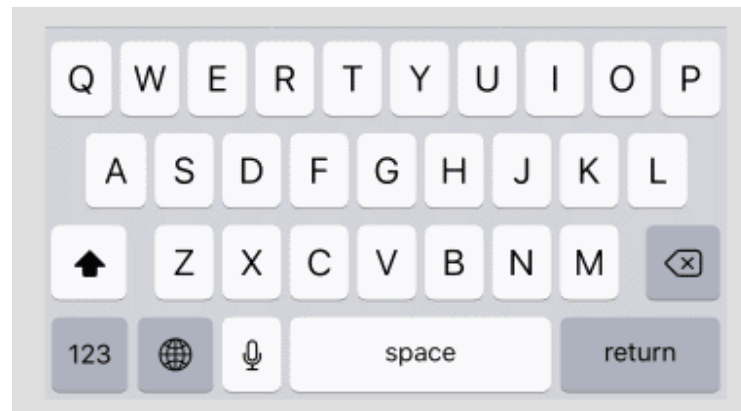 Q W E R T Y U I O P
A S D F G H J K L
Z X C V B N M
123 space return